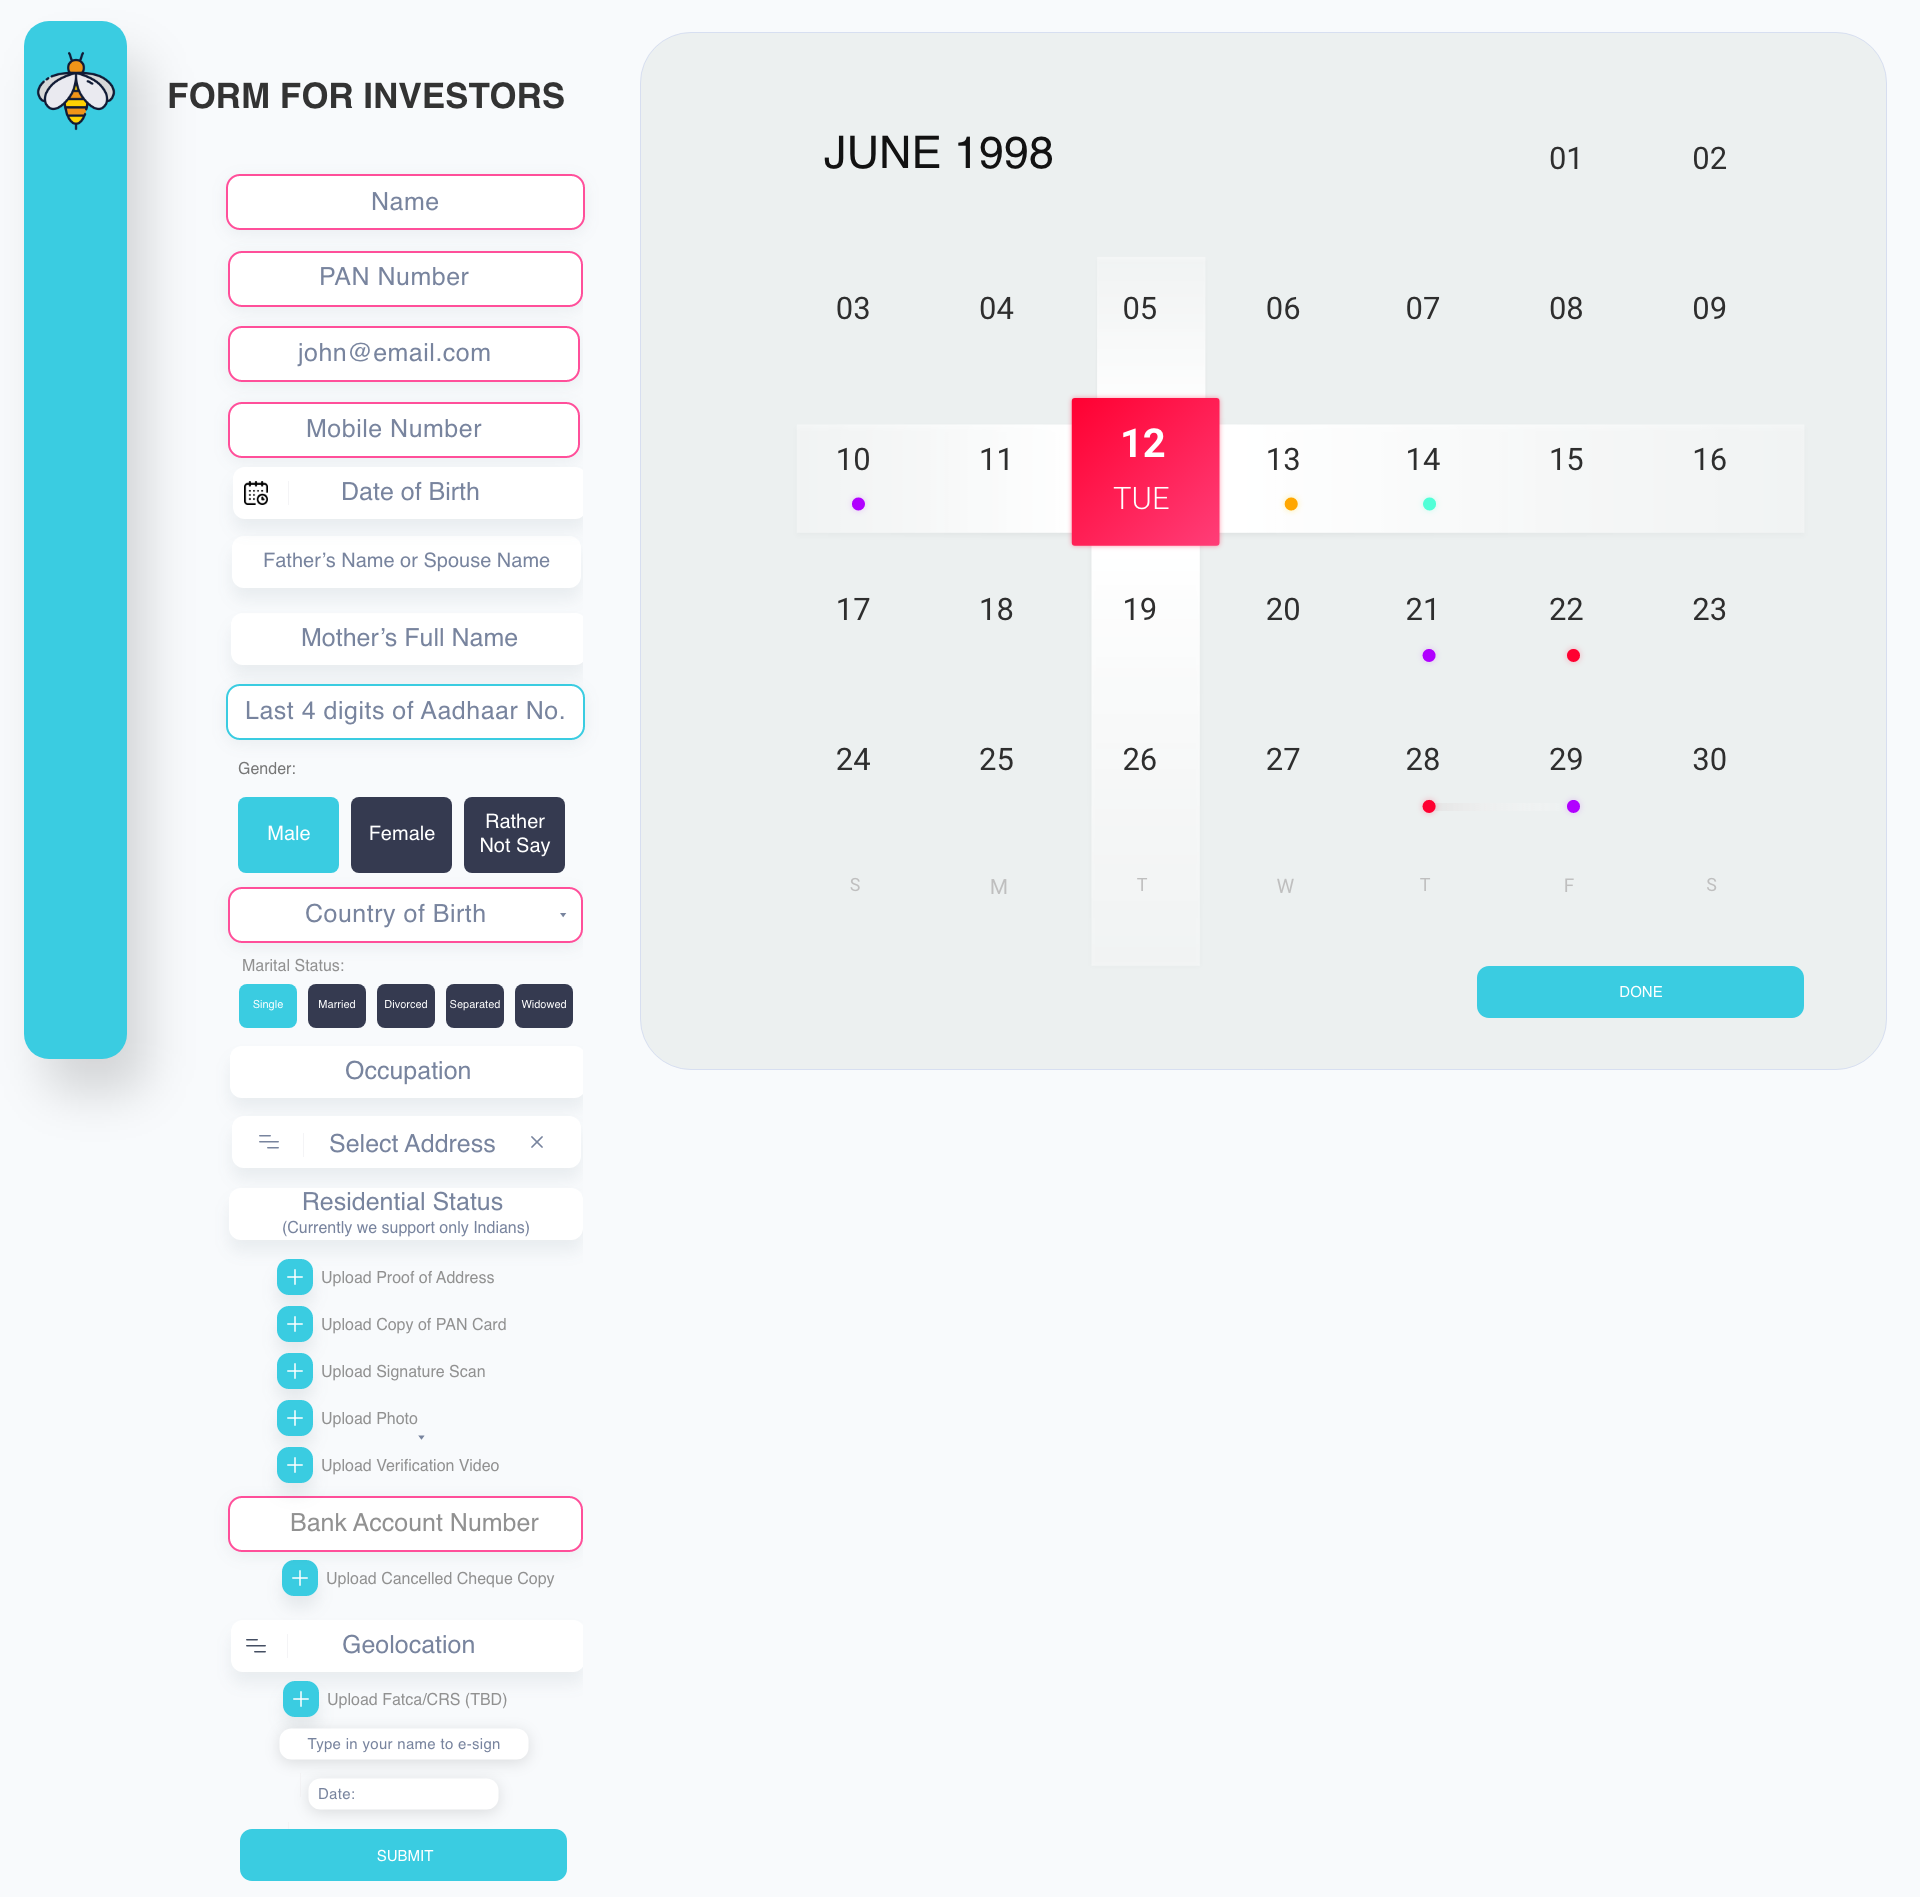 FORM FOR INVESTORS
Name
PAN Number
john@email.com
Mobile Number
Date of Birth
Father’s Name or Spouse Name
Mother’s Full Name
Last 4 digits of Aadhaar No.
Gender:
Male
Female
Rather
Not Say
Country of Birth
Marital Status:
Single
Married
Divorced
Separated
Widowed
Occupation
Select Address
Residential Status
(Currently we support only Indians)
Upload Proof of Address
Upload Copy of PAN Card
Upload Signature Scan
Upload Photo
Upload Verification Video
Bank Account Number
Upload Cancelled Cheque Copy
Geolocation
Upload Fatca/CRS (TBD)
Type in your name to e-sign
Date:
SUBMIT
JUNE 1998 01 02
03 04 05 06 07 08 09
10 11 12 13 14 15 16
TUE
17 18 19 20 21 22 23
24 25 26 27 28 29 30
S M T W T F S
DONE